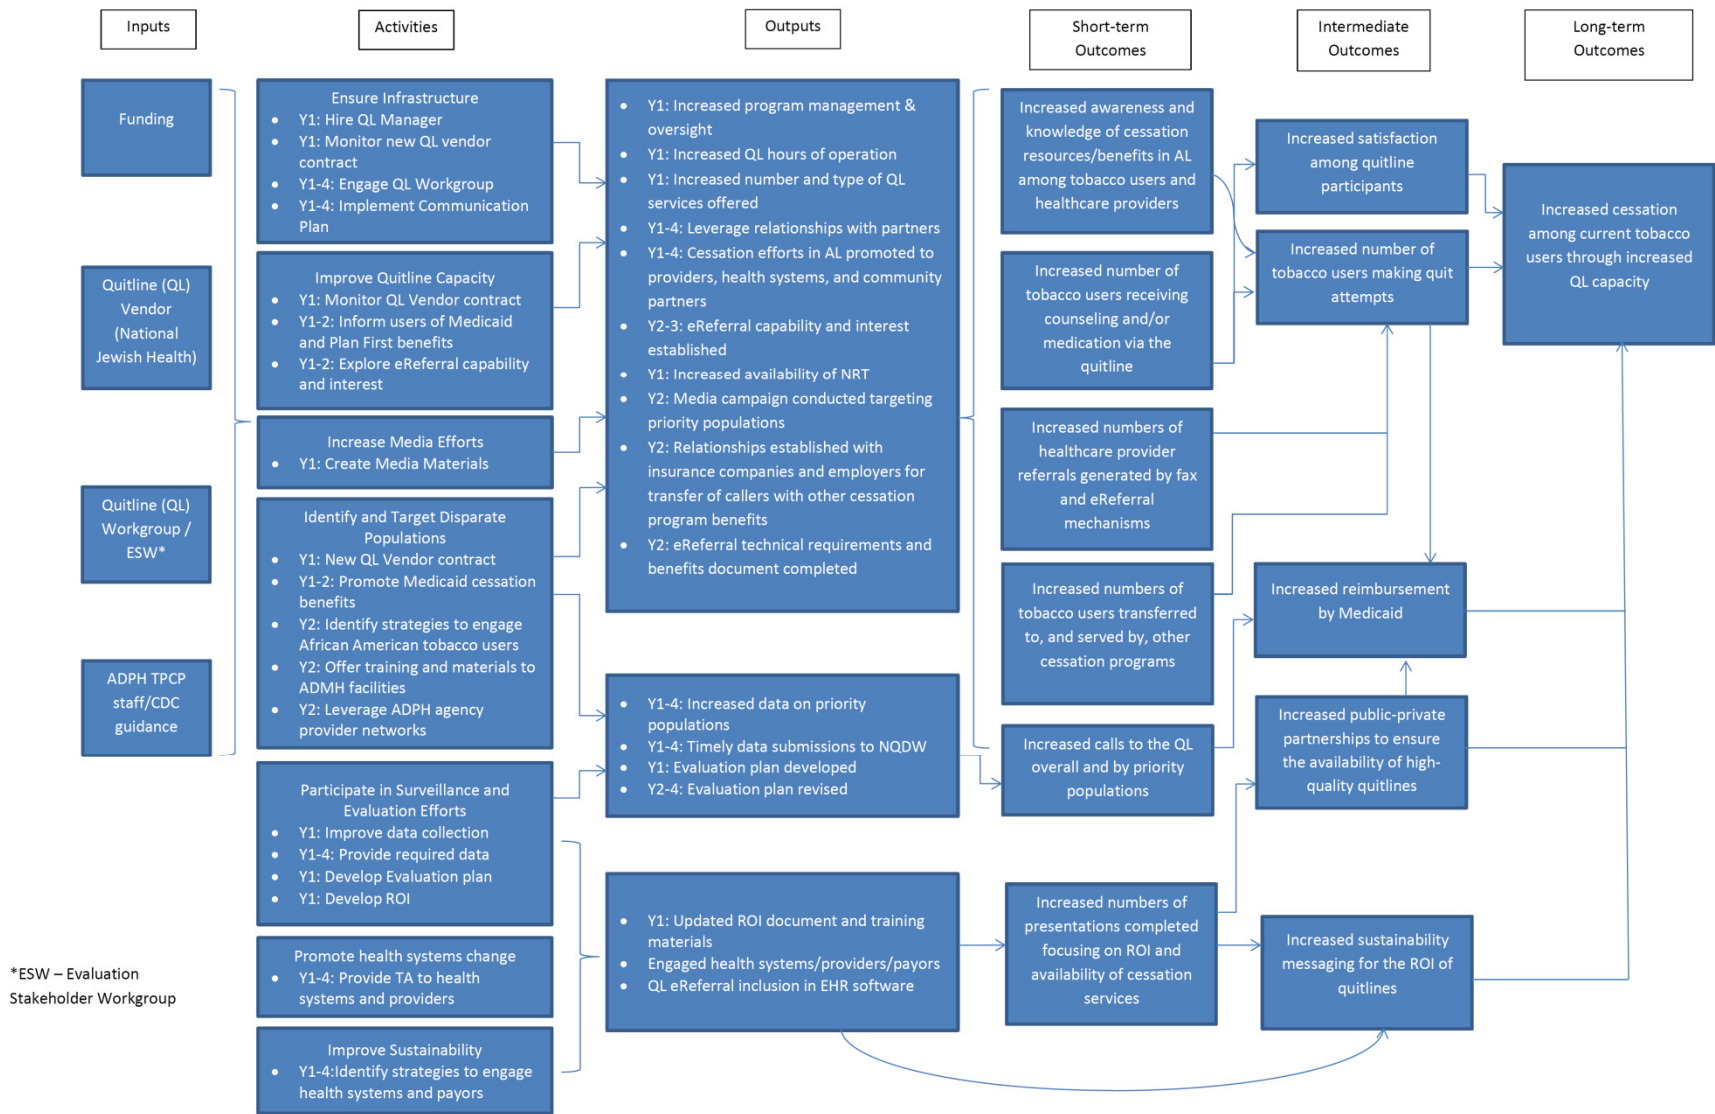 Inputs
Activities
Outputs
Short-term
Outcomes
Intermediate
Outcomes
Long-term
Outcomes
Funding
Quitline (QL)
Vendor
(National
Jewish Health)
Quitline (QL)
Workgroup /
ESW*
ADPH TPCP
staff/CDC
guidance
*ESW – Evaluation
Stakeholder Workgroup
Ensure Infrastructure
• Y1: Hire QL Manager
• Y1: Monitor new QL vendor
contract
• Y1-4: Engage QL Workgroup
• Y1-4: Implement Communication
Plan
Improve Quitline Capacity
• Y1: Monitor QL Vendor contract
• Y1-2: Inform users of Medicaid
and Plan First benefits
• Y1-2: Explore eReferral capability
and interest
Increase Media Efforts
• Y1: Create Media Materials
Identify and Target Disparate
Populations
• Y1: New QL Vendor contract
• Y1-2: Promote Medicaid cessation
benefits
• Y2: Identify strategies to engage
African American tobacco users
• Y2: Offer training and materials to
ADMH facilities
• Y2: Leverage ADPH agency
provider networks
Participate in Surveillance and
Evaluation Efforts
• Y1: Improve data collection
• Y1-4: Provide required data
• Y1: Develop Evaluation plan
• Y1: Develop ROI
Promote health systems change
• Y1-4: Provide TA to health
systems and providers
Improve Sustainability
• Y1-4:Identify strategies to engage
health systems and payors
• Y1: Increased program management &
oversight
• Y1: Increased QL hours of operation
• Y1: Increased number and type of QL
services offered
• Y1-4: Leverage relationships with partners
• Y1-4: Cessation efforts in AL promoted to
providers, health systems, and community
partners
• Y2-3: eReferral capability and interest
established
• Y1: Increased availability of NRT
• Y2: Media campaign conducted targeting
priority populations
• Y2: Relationships established with
insurance companies and employers for
transfer of callers with other cessation
program benefits
• Y2: eReferral technical requirements and
benefits document completed
• Y1-4: Increased data on priority
populations
• Y1-4: Timely data submissions to NQDW
• Y1: Evaluation plan developed
• Y2-4: Evaluation plan revised
• Y1: Updated ROI document and training
materials
• Engaged health systems/providers/payors
• QL eReferral inclusion in EHR software
Increased awareness and
knowledge of cessation
resources/benefits in AL
among tobacco users and
healthcare providers
Increased number of
tobacco users receiving
counseling and/or
medication via the
quitline
Increased numbers of
healthcare provider
referrals generated by fax
and eReferral
mechanisms
Increased numbers of
tobacco users transferred
to, and served by, other
cessation programs
Increased calls to the QL
overall and by priority
populations
Increased numbers of
presentations completed
focusing on ROI and
availability of cessation
services
Increased satisfaction
among quitline
participants
Increased number of
tobacco users making quit
attempts
Increased reimbursement
by Medicaid
Increased public-private
partnerships to ensure
the availability of high-
quality quitlines
Increased sustainability
messaging for the ROI of
quitlines
Increased cessation
among current tobacco
users through increased
QL capacity